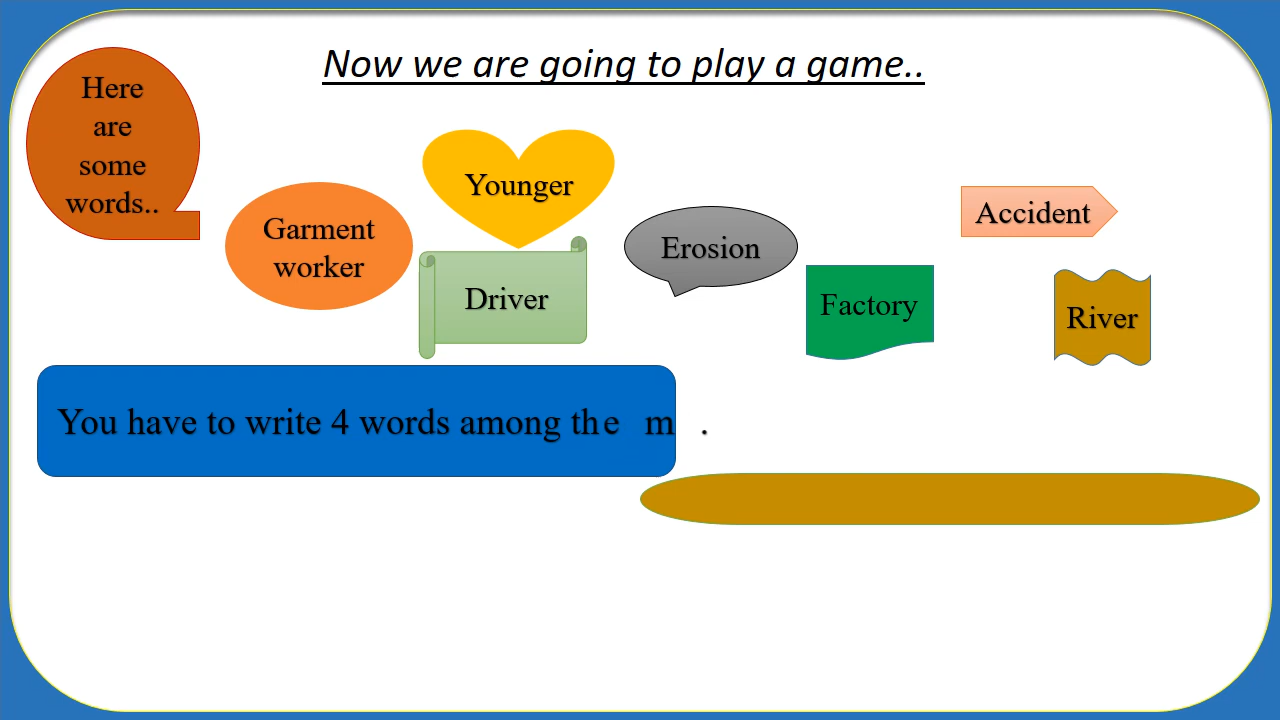 Now we are going to play a game..
Here
are
some
words..
Younger
Garment
worker
Erosion
Accident
Driver
Factory
River
You have to write 4 words among the m .